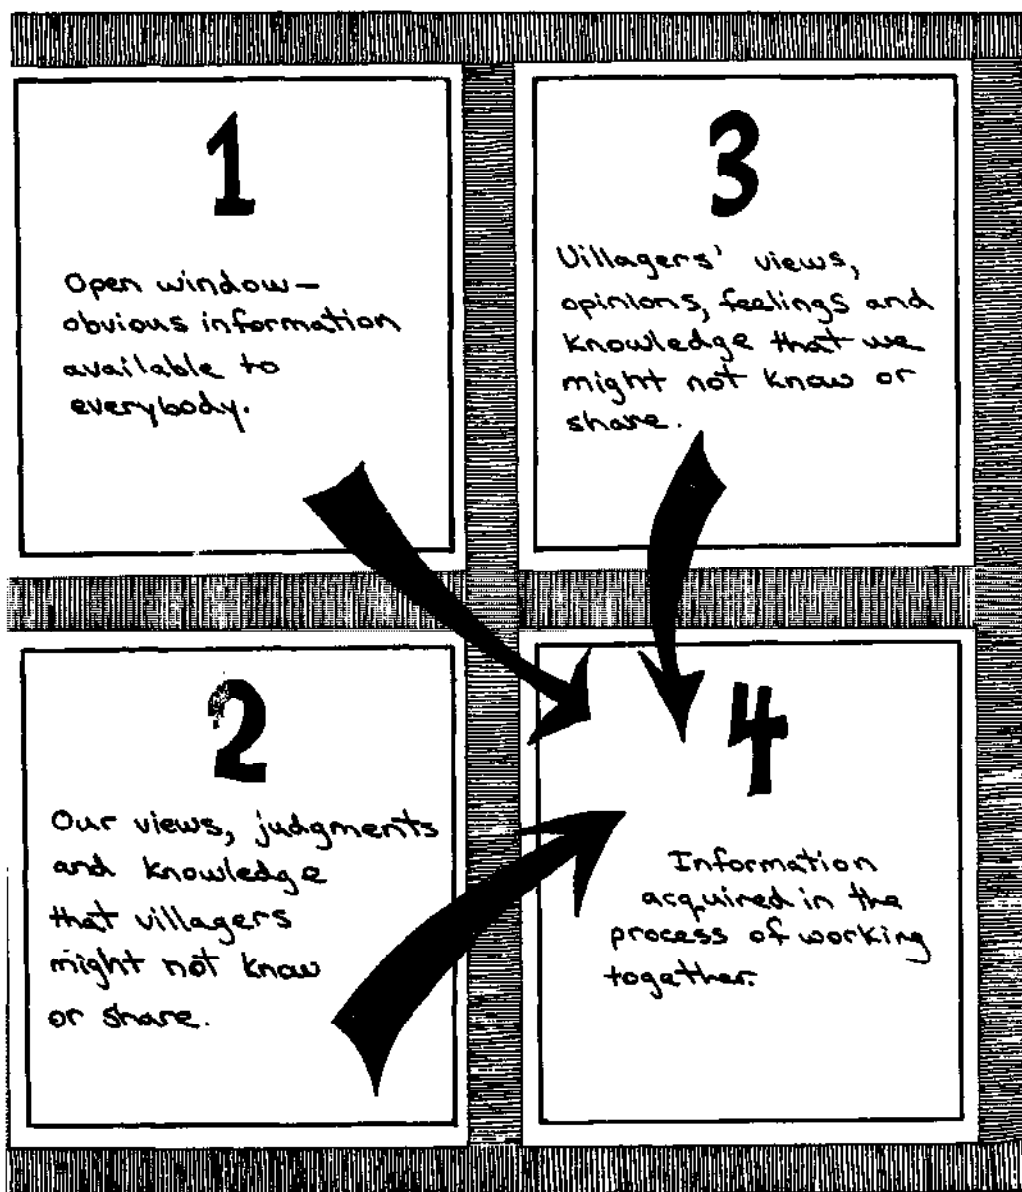 1
Open window—
obvious information
available to
everybody.
2
Our views, judgments
and knowledge
that villagers
might not know
or share.
3
Villagers' views,
opinions, feelings and
knowledge that we
might not know or
share.
4
Information
acquired in the
process of working
together.